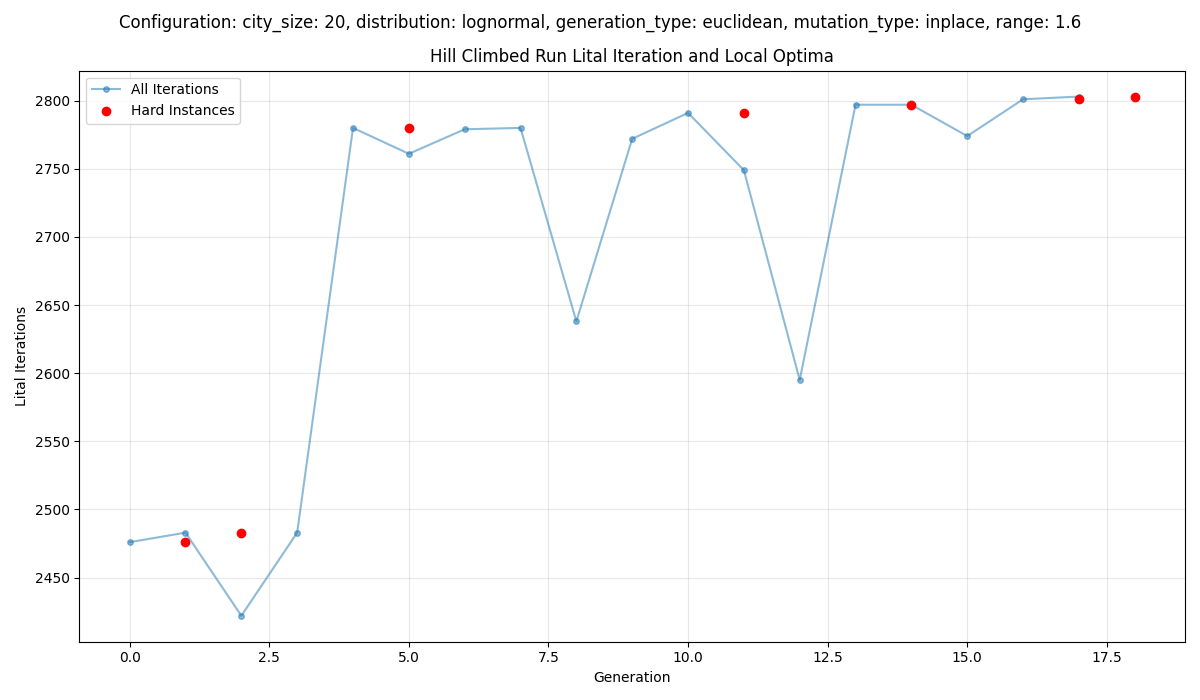 Configuration: city_size: 20, distribution: lognormal, generation_type: euclidean, mutation_type: inplace, range: 1.6
Hill Climbed Run Lital Iteration and Local Optima
All Iterations
Hard Instances
2800
2750
2700
2650
2600
2550
2500
2450
Lital Iterations
0.0
2.5
5.0
7.5
10.0
12.5
15.0
17.5
Generation